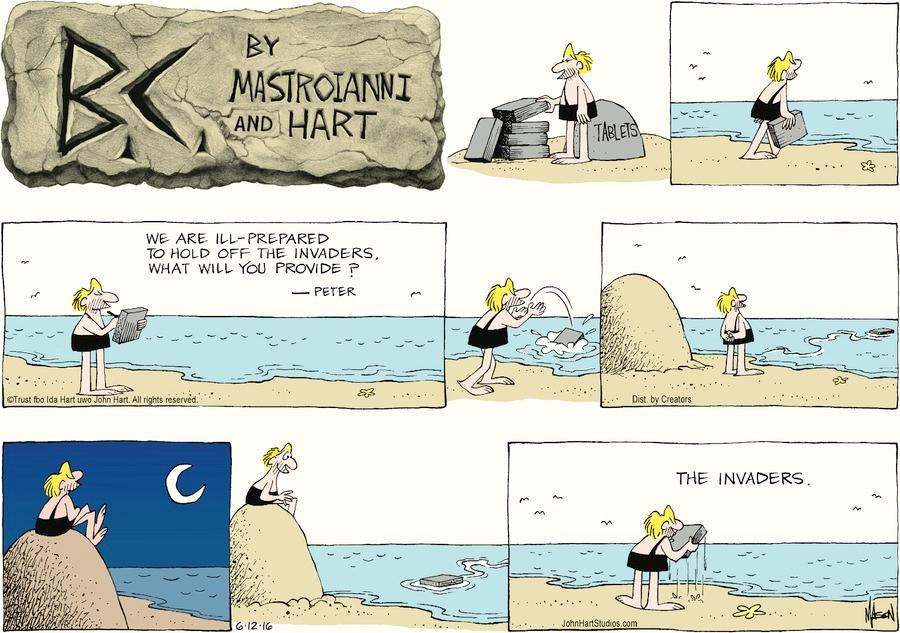 B.C.
BY
MASTROIANNI
AND HART
TABLETS
WE ARE ILL-PREPARED
TO HOLD OFF THE INVADERS.
WHAT WILL YOU PROVIDE?
— PETER
©Trust fbo Ida Hart uwo John Hart. All rights reserved.
Dist. by Creators
6-12-16
THE INVADERS.
JohnHartStudios.com